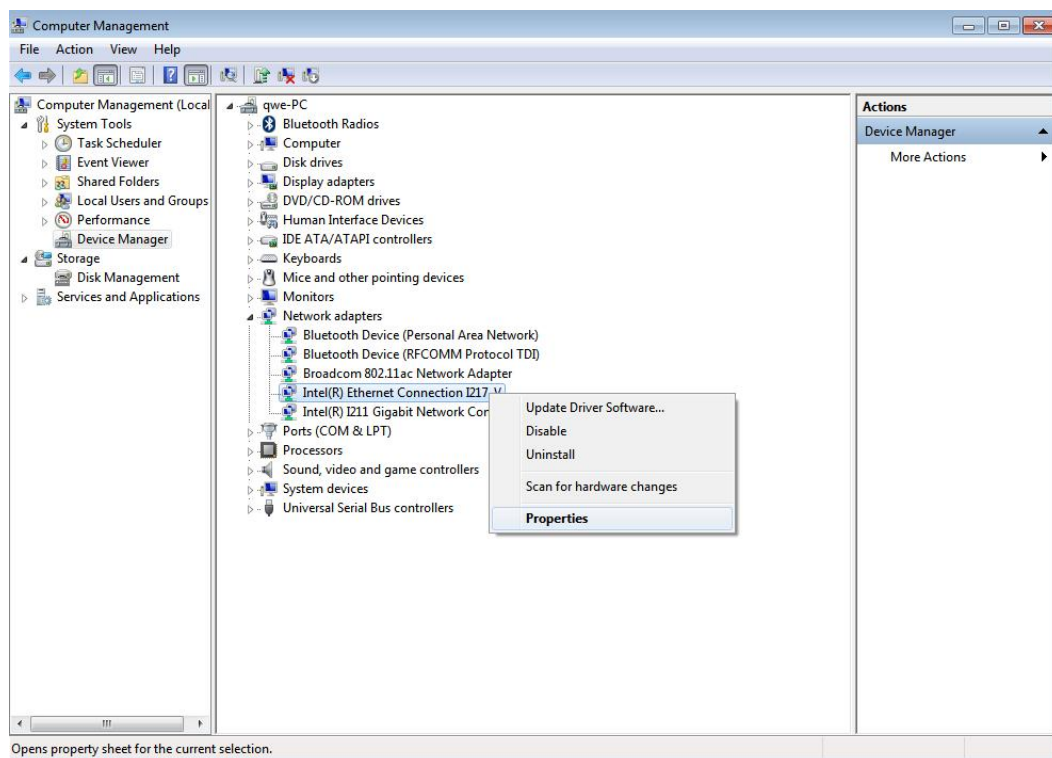 Computer Management
File Action View Help
Computer Management (Local
System Tools
Task Scheduler
Event Viewer
Shared Folders
Local Users and Groups
Performance
Device Manager
Storage
Disk Management
Services and Applications
qwe-PC
Bluetooth Radios
Computer
Disk drives
Display adapters
DVD/CD-ROM drives
Human Interface Devices
IDE ATA/ATAPI controllers
Keyboards
Mice and other pointing devices
Monitors
Network adapters
Bluetooth Device (Personal Area Network)
Bluetooth Device (RFCOMM Protocol TDI)
Broadcom 802.11ac Network Adapter
Intel(R) Ethernet Connection I217-V
Intel(R) I211 Gigabit Network Con
Ports (COM & LPT)
Processors
Sound, video and game controllers
System devices
Universal Serial Bus controllers
Update Driver Software...
Disable
Uninstall
Scan for hardware changes
Properties
Actions
Device Manager
More Actions
Opens property sheet for the current selection.